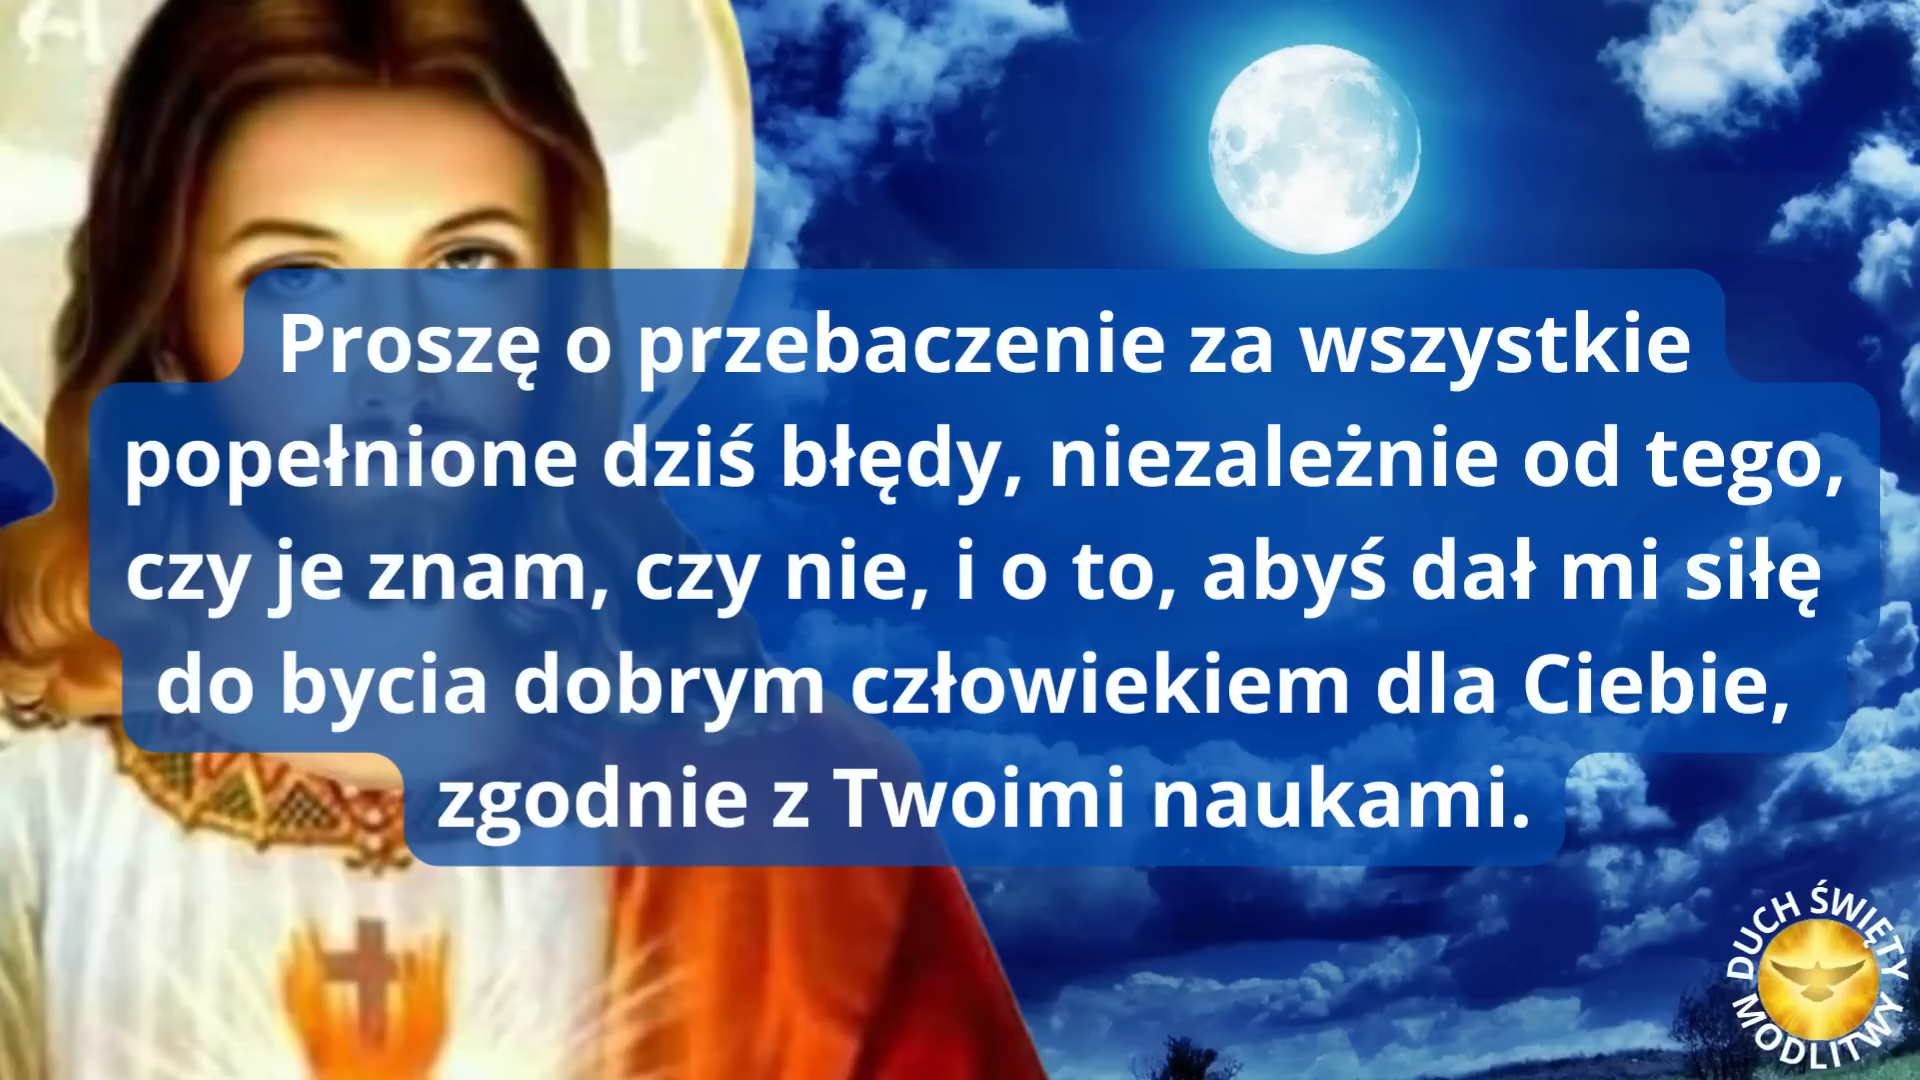 Proszę o przebaczenie za wszystkie
popełnione dziś błędy, niezależnie od tego,
czy je znam, czy nie, i o to, abyś dał mi siłę
do bycia dobrym człowiekiem dla Ciebie,
zgodnie z Twoimi naukami.
DUCH ŚWIĘTY
MODLITWY